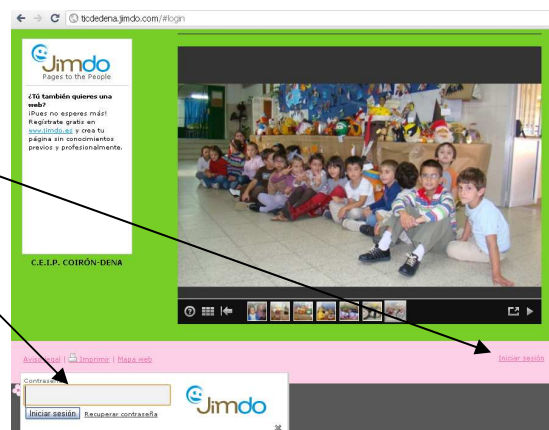 ticdedena.jimdo.com/#login
Jimdo
Pages to the People
¿Tú también quieres una
web?
¡Pues no esperes más!
Regístrate gratis en
www.jimdo.es y crea tu
página sin conocimientos
previos y profesionalmente.
C.E.I.P. COIRÓN-DENA
Aviso legal | Imprimir | Mapa web
Iniciar sesión
Contraseña
Iniciar sesión Recuperar contraseña
Jimdo